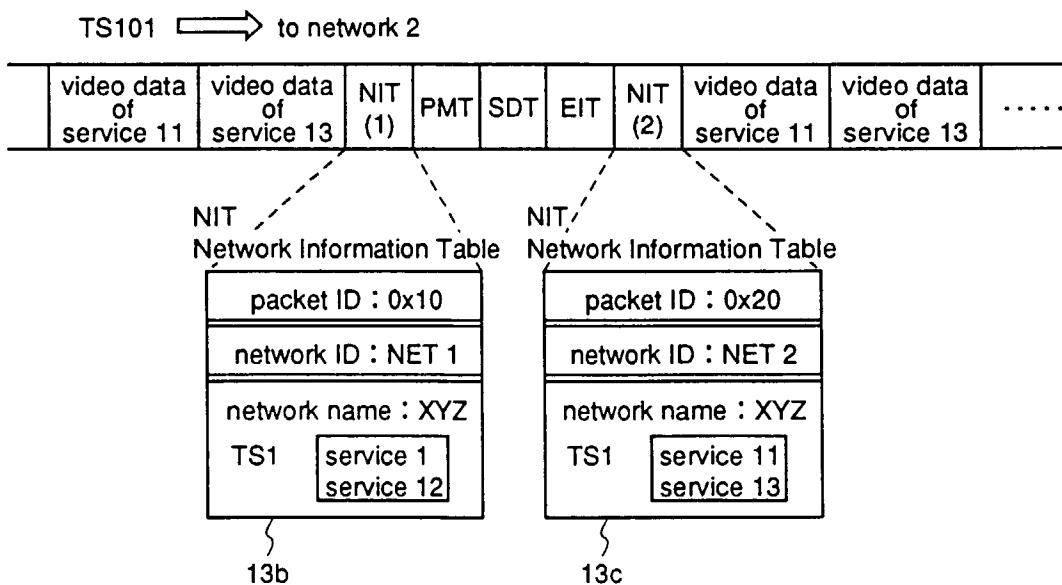 TS101 to network 2
video data of service 11
video data of service 13
NIT (1)
PMT
SDT
EIT
NIT (2)
video data of service 11
video data of service 13
.....
NIT
Network Information Table
packet ID : 0x10
network ID : NET 1
network name : XYZ
TS1
service 1
service 12
13b
NIT
Network Information Table
packet ID : 0x20
network ID : NET 2
network name : XYZ
TS1
service 11
service 13
13c